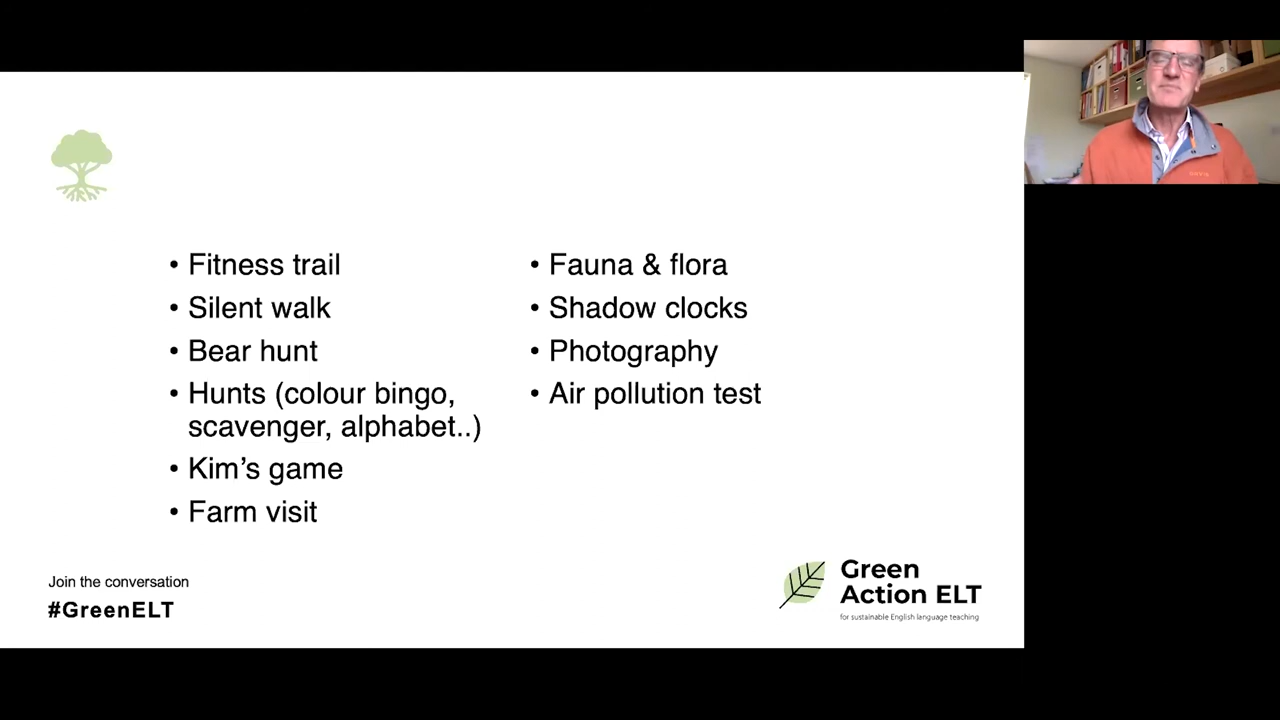 • Fitness trail
• Silent walk
• Bear hunt
• Hunts (colour bingo,
scavenger, alphabet..)
• Kim’s game
• Farm visit
• Fauna & flora
• Shadow clocks
• Photography
• Air pollution test
Join the conversation
#GreenELT
Green
Action ELT
for sustainable English language teaching